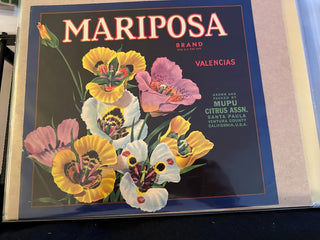 MARIPOSA
BRAND
VALENCIAS
GROWN AND
PACKED BY
MUPU
CITRUS ASSN.
SANTA PAULA
VENTURA COUNTY
CALIFORNIA, U.S.A.